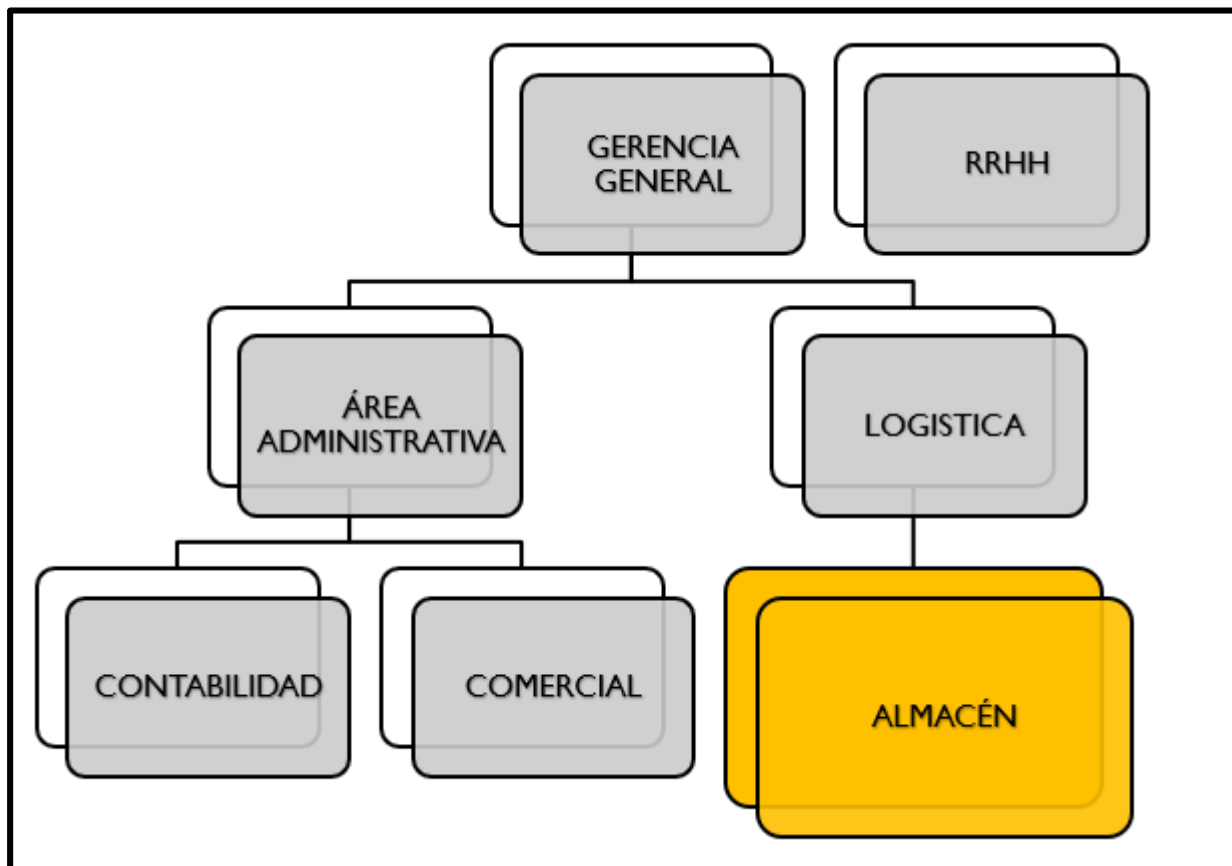 GERENCIA
GENERAL
RRHH
ÁREA
ADMINISTRATIVA
LOGISTICA
CONTABILIDAD
COMERCIAL
ALMACÉN